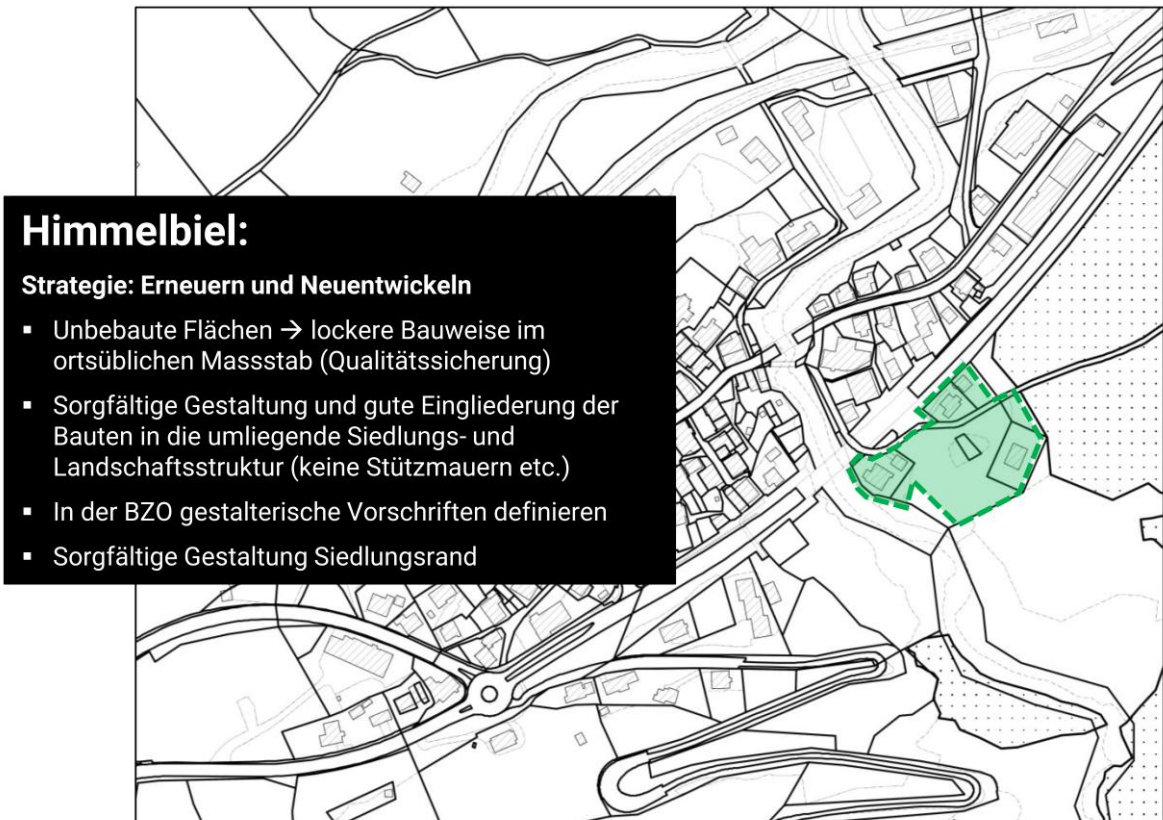 Himmelbiel:
Strategie: Erneuern und Neuentwickeln
▪ Unbebaute Flächen → lockere Bauweise im
ortsüblichen Massstab (Qualitätssicherung)
▪ Sorgfältige Gestaltung und gute Eingliederung der
Bauten in die umliegende Siedlungs- und
Landschaftsstruktur (keine Stützmauern etc.)
▪ In der BZO gestalterische Vorschriften definieren
▪ Sorgfältige Gestaltung Siedlungsrand